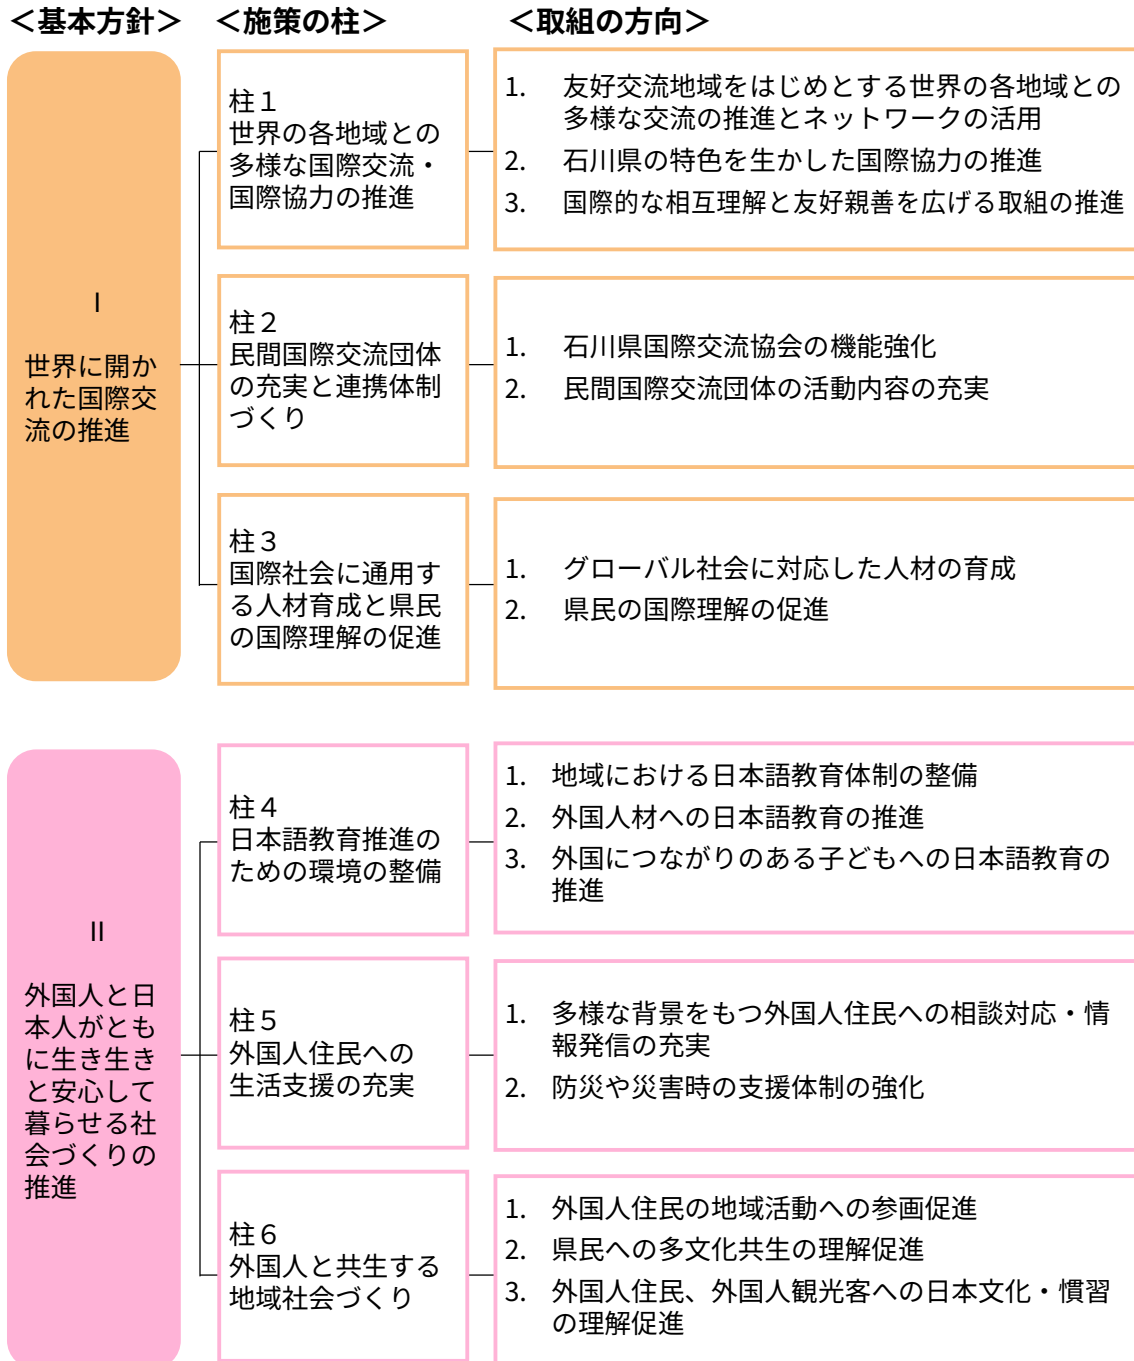 ＜基本方針＞ ＜施策の柱＞ ＜取組の方向＞
Ⅰ
世界に開か
れた国際交
流の推進
柱１
世界の各地域との
多様な国際交流・
国際協力の推進
1. 友好交流地域をはじめとする世界の各地域との
多様な交流の推進とネットワークの活用
2. 石川県の特色を生かした国際協力の推進
3. 国際的な相互理解と友好親善を広げる取組の推進
柱２
民間国際交流団体
の充実と連携体制
づくり
1. 石川県国際交流協会の機能強化
2. 民間国際交流団体の活動内容の充実
柱３
国際社会に通用す
る人材育成と県民
の国際理解の促進
1. グローバル社会に対応した人材の育成
2. 県民の国際理解の促進
Ⅱ
外国人と日
本人がとも
に生き生き
と安心して
暮らせる社
会づくりの
推進
柱４
日本語教育推進の
ための環境の整備
1. 地域における日本語教育体制の整備
2. 外国人材への日本語教育の推進
3. 外国につながりのある子どもへの日本語教育の
推進
柱５
外国人住民への
生活支援の充実
1. 多様な背景をもつ外国人住民への相談対応・情
報発信の充実
2. 防災や災害時の支援体制の強化
柱６
外国人と共生する
地域社会づくり
1. 外国人住民の地域活動への参画促進
2. 県民への多文化共生の理解促進
3. 外国人住民、外国人観光客への日本文化・慣習
の理解促進